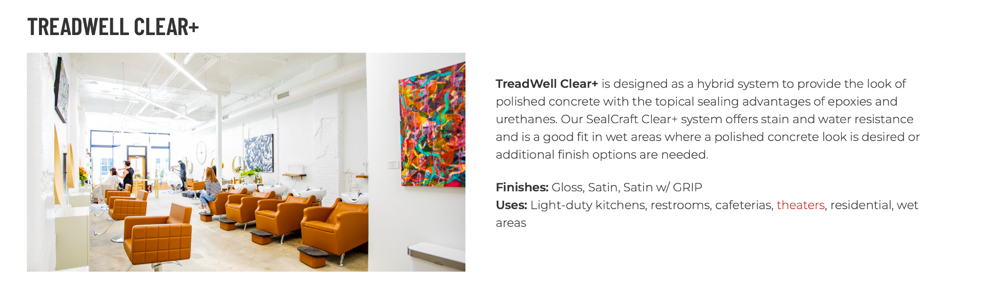 TREADWELL CLEAR+
TreadWell Clear+ is designed as a hybrid system to provide the look of
polished concrete with the topical sealing advantages of epoxies and
urethanes. Our SealCraft Clear+ system offers stain and water resistance
and is a good fit in wet areas where a polished concrete look is desired or
additional finish options are needed.
Finishes: Gloss, Satin, Satin w/ GRIP
Uses: Light-duty kitchens, restrooms, cafeterias, theaters, residential, wet
areas